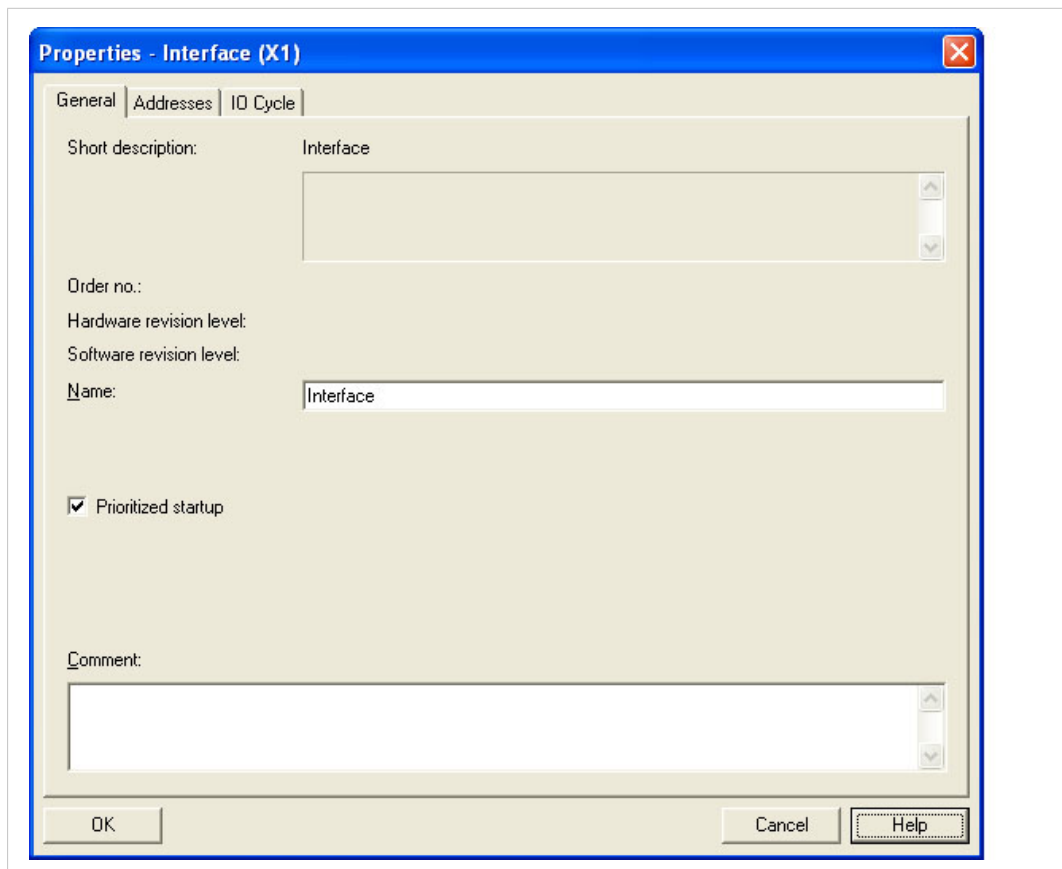 Properties - Interface (X1)
General Addresses IO Cycle
Short description: Interface
Order no.:
Hardware revision level:
Software revision level:
Name: Interface
Prioritized startup
Comment:
OK Cancel Help